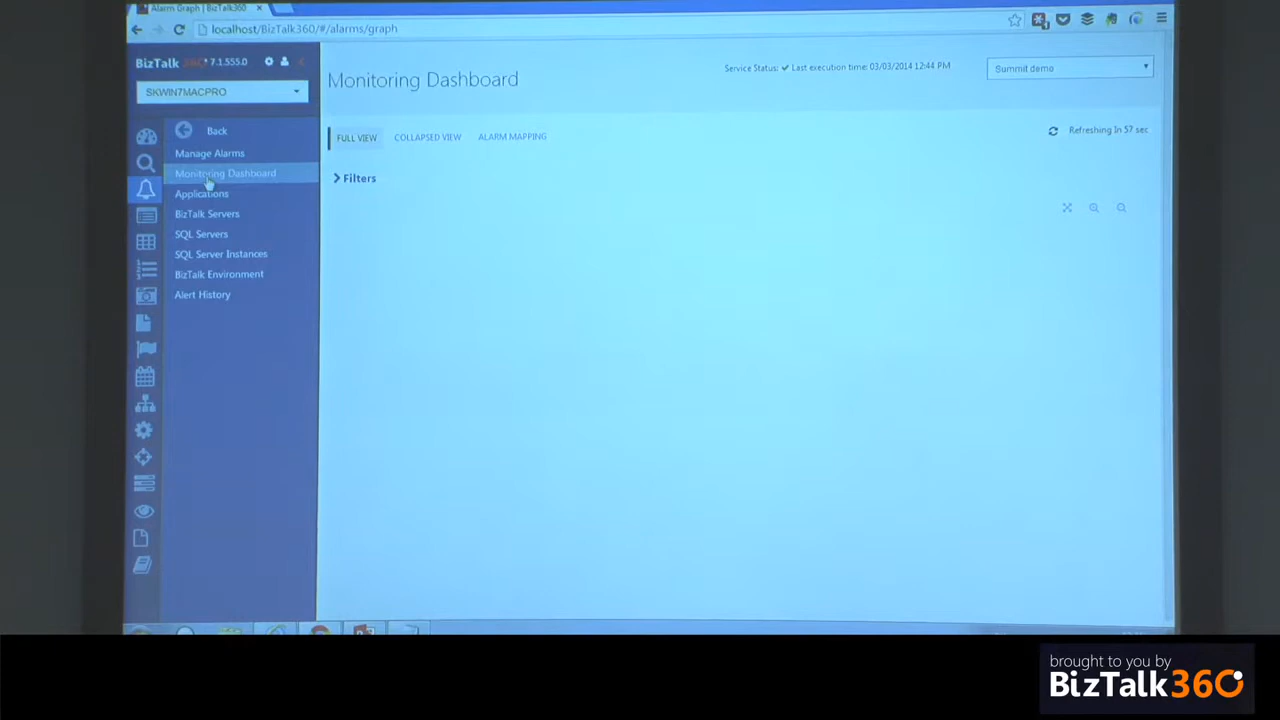 Alarm Graph | BizTalk360
localhost/BizTalk360/#/alarms/graph
BizTalk 360 7.1.555.0
SKWIN7MACPRO
Back
Manage Alarms
Monitoring Dashboard
Applications
BizTalk Servers
SQL Servers
SQL Server Instances
BizTalk Environment
Alert History
Monitoring Dashboard
Service Status: ✔ Last execution time: 03/03/2014 12:44 PM
Summit demo
FULL VIEW COLLAPSED VIEW ALARM MAPPING
Refreshing In 57 sec
Filters
brought to you by
BizTalk360